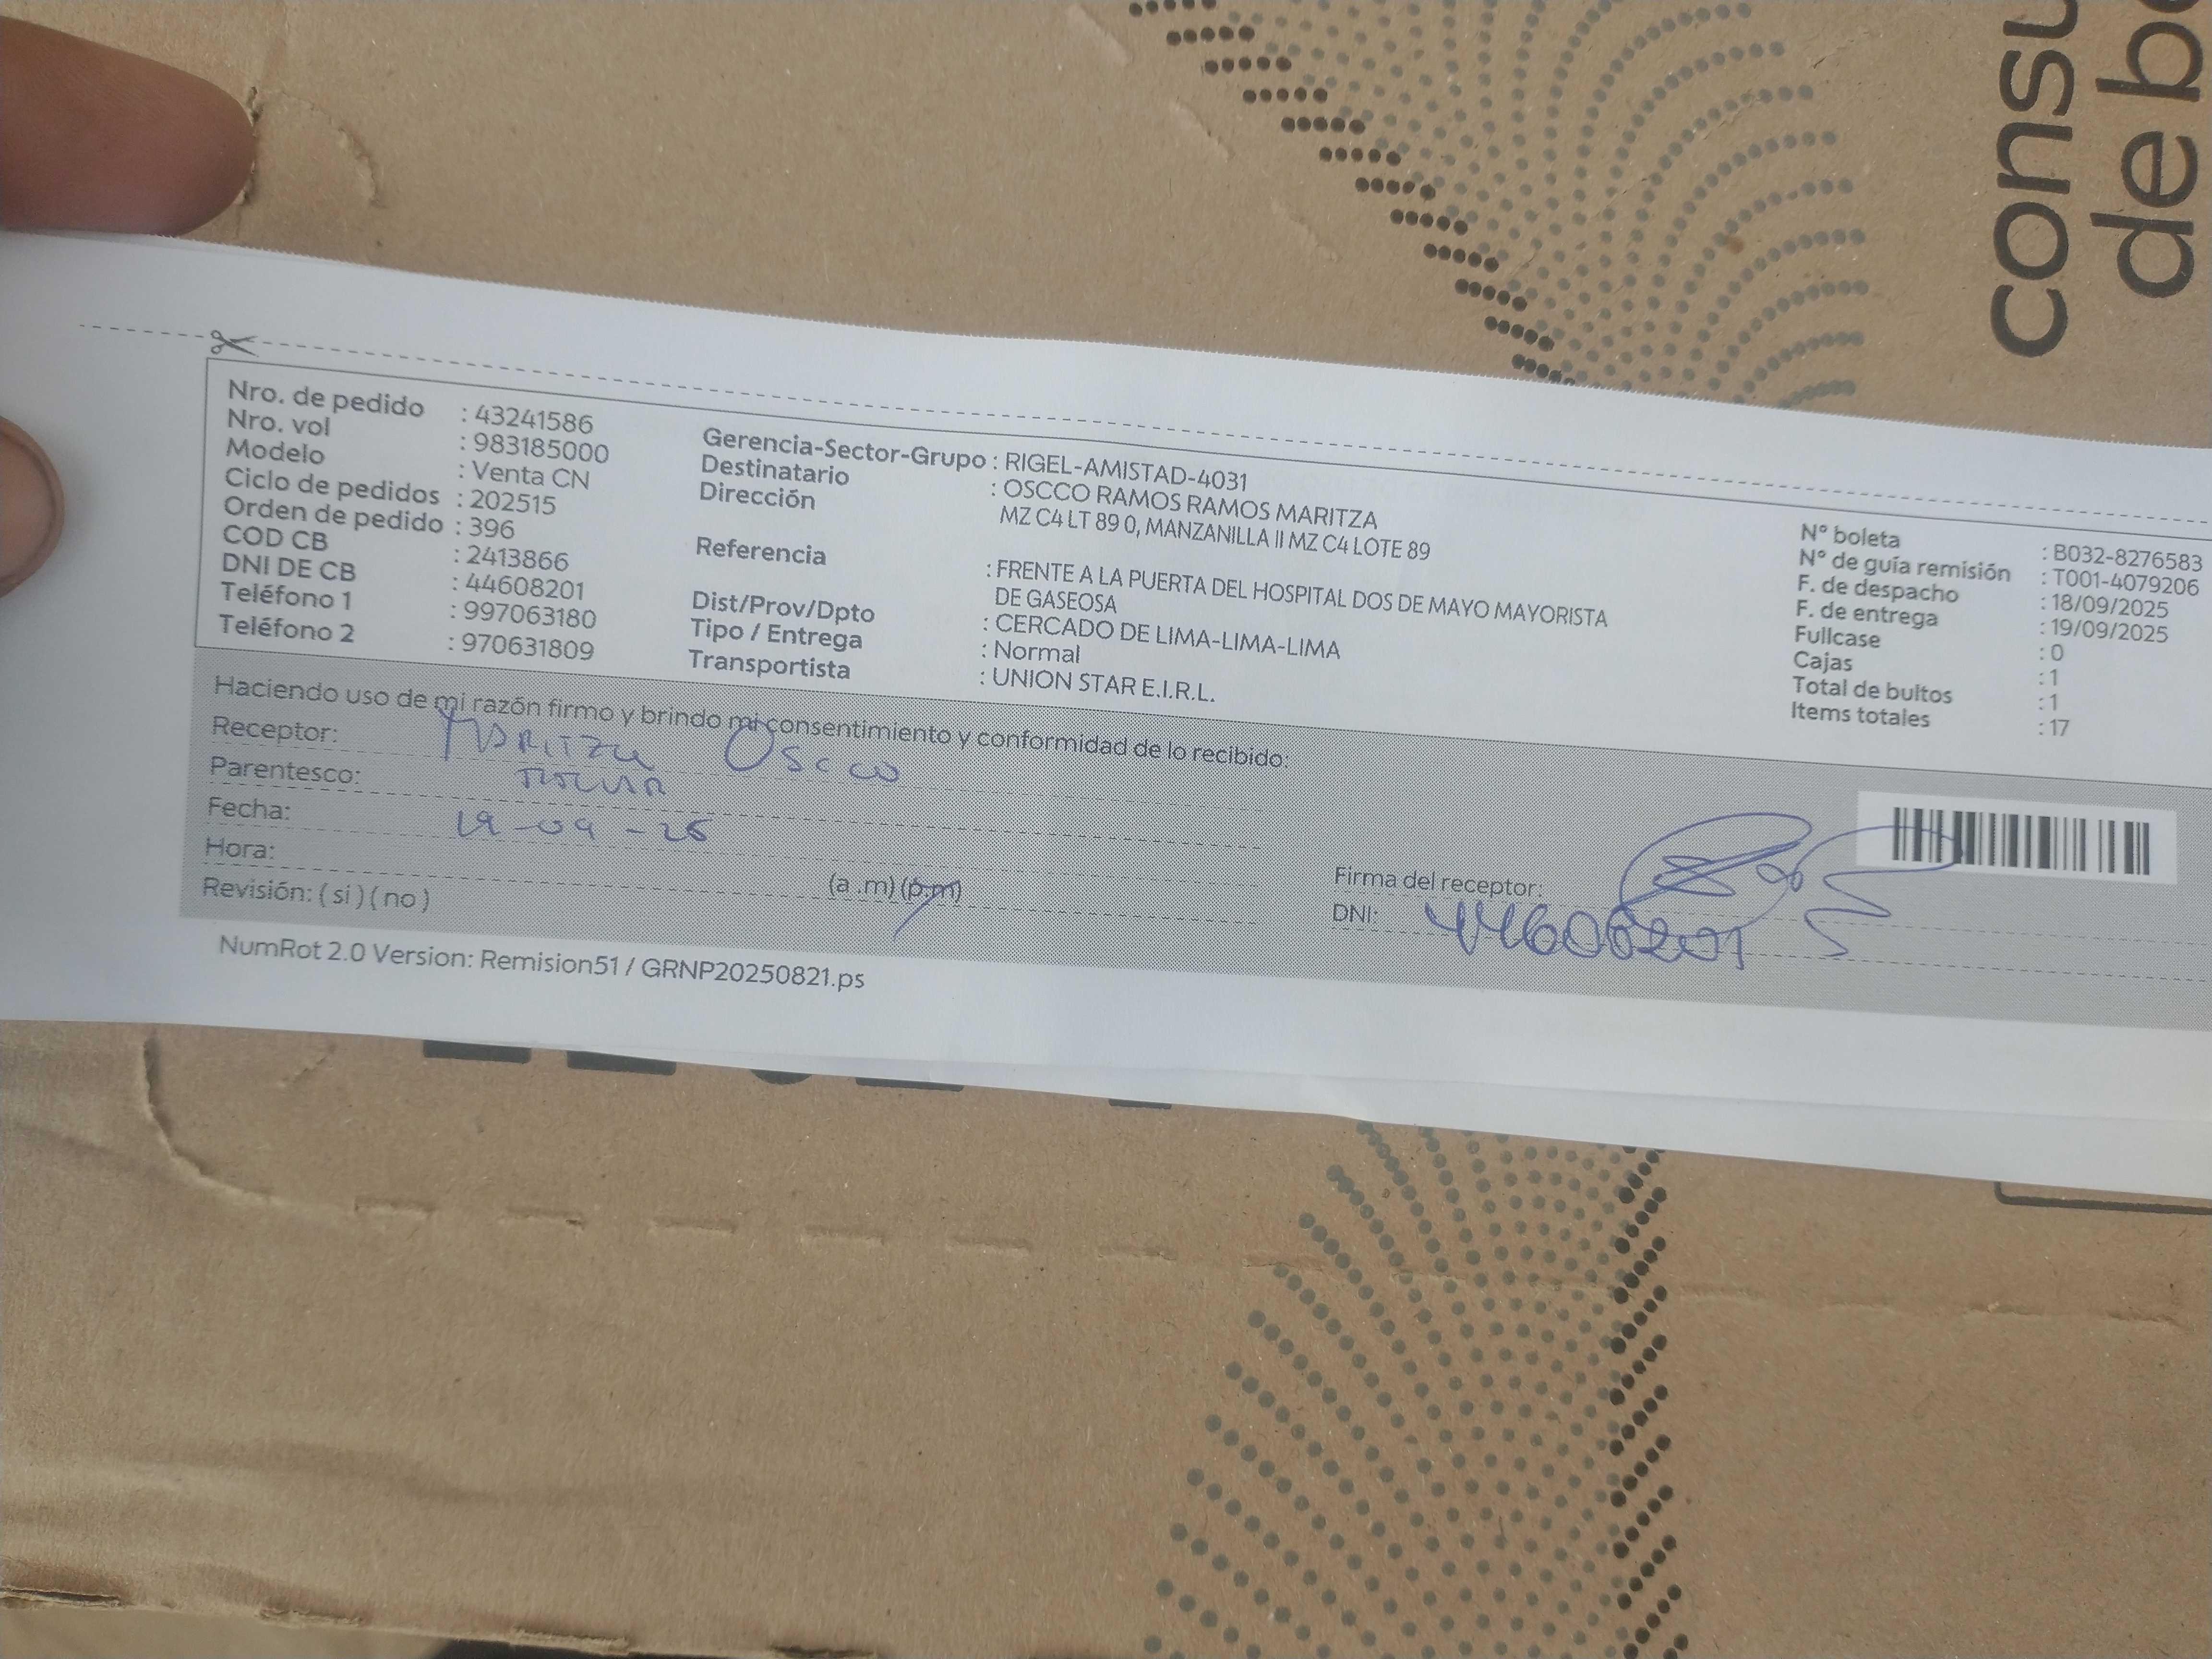 consu
de bo
Nro. de pedido : 43241586
Nro. vol : 983185000
Modelo : Venta CN
Ciclo de pedidos : 202515
Orden de pedido : 396
COD CB : 2413866
DNI DE CB : 44608201
Teléfono 1 : 997063180
Teléfono 2 : 970631809
Gerencia-Sector-Grupo : RIGEL-AMISTAD-4031
Destinatario : OSCCO RAMOS RAMOS MARITZA
Dirección MZ C4 LT 89 0, MANZANILLA II MZ C4 LOTE 89
Referencia : FRENTE A LA PUERTA DEL HOSPITAL DOS DE MAYO MAYORISTA
DE GASEOSA
Dist/Prov/Dpto : CERCADO DE LIMA-LIMA-LIMA
Tipo / Entrega : Normal
Transportista : UNION STAR E.I.R.L.
N° boleta : B032-8276583
N° de guía remisión : T001-4079206
F. de despacho : 18/09/2025
F. de entrega : 19/09/2025
Fullcase : 0
Cajas : 1
Total de bultos : 1
Items totales : 17
Haciendo uso de mi razón firmo y brindo mi consentimiento y conformidad de lo recibido:
Receptor: Maritza Oscco
Parentesco:
Fecha: 19-09-25
Hora: (a .m) (p.m)
Revisión: ( si ) ( no )
Firma del receptor:
DNI: 44608201
NumRot 2.0 Version: Remision51 / GRNP20250821.ps